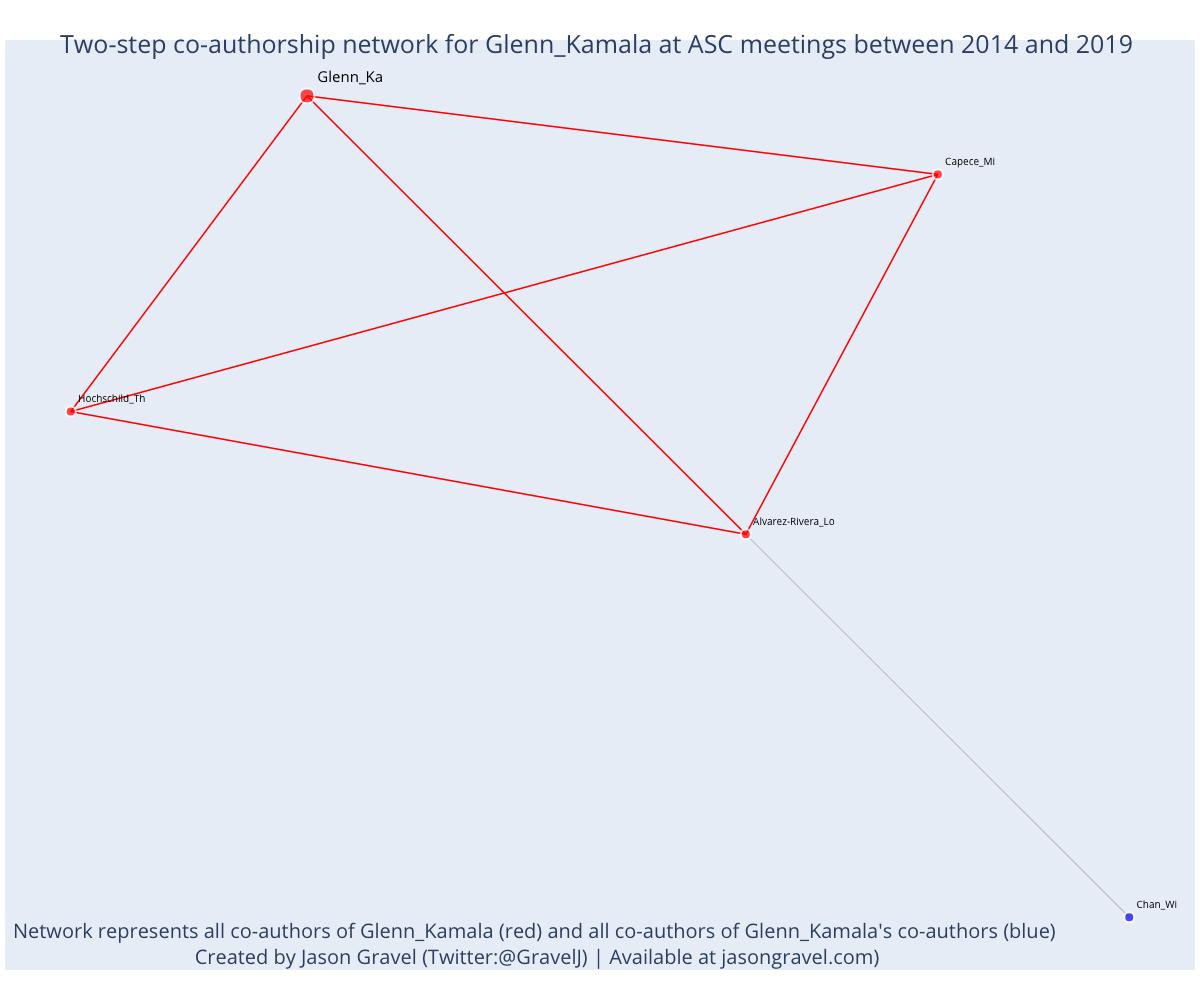 Two-step co-authorship network for Glenn_Kamala at ASC meetings between 2014 and 2019
Glenn_Ka
Capece_Mi
Hochschild_Th
Alvarez-Rivera_Lo
Chan_Wi
Network represents all co-authors of Glenn_Kamala (red) and all co-authors of Glenn_Kamala's co-authors (blue)
Created by Jason Gravel (Twitter:@GravelJ) | Available at jasongravel.com)